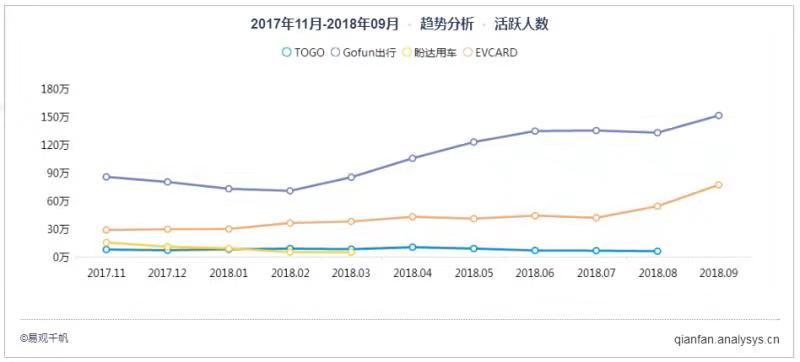 2017年11月-2018年09月 · 趋势分析 · 活跃人数
TOGO Gofun出行 盼达用车 EVCARD
180万
150万
120万
90万
60万
30万
0万
2017.11 2017.12 2018.01 2018.02 2018.03 2018.04 2018.05 2018.06 2018.07 2018.08 2018.09
©易观千帆 qianfan.analysys.cn